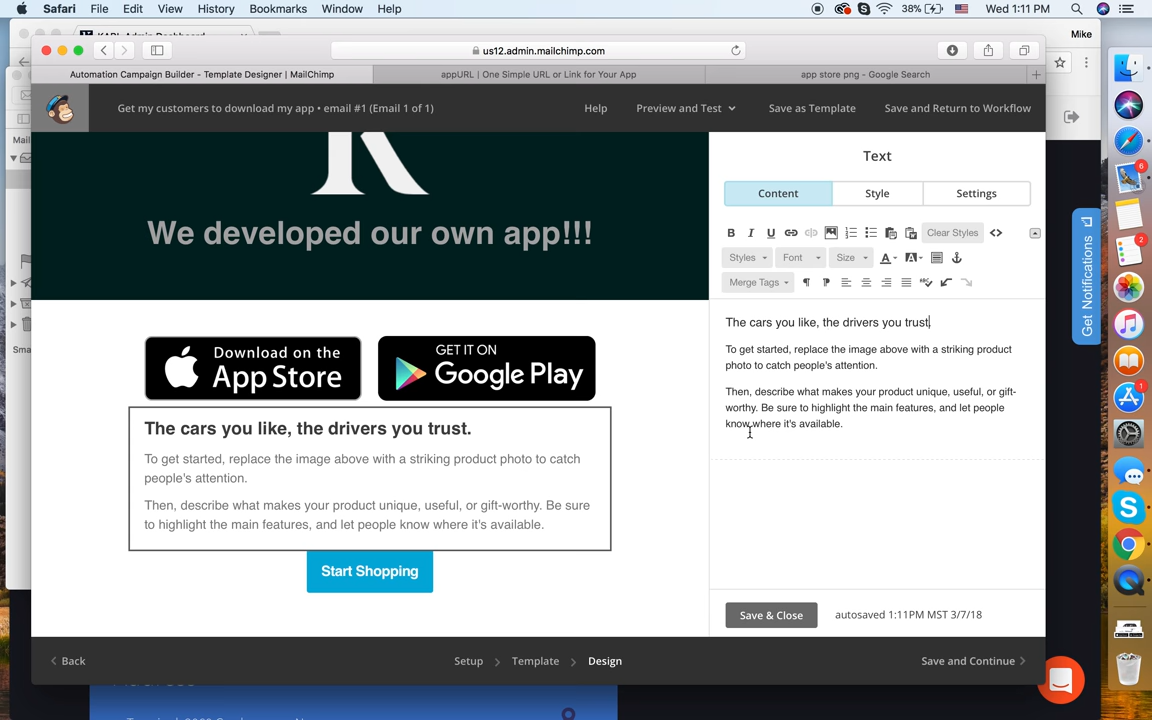 Safari File Edit View History Bookmarks Window Help 38% Wed 1:11 PM
Mike
us12.admin.mailchimp.com
Automation Campaign Builder - Template Designer | MailChimp appURL | One Simple URL or Link for Your App app store png - Google Search
Get my customers to download my app • email #1 (Email 1 of 1) Help Preview and Test Save as Template Save and Return to Workflow
K
We developed our own app!!!
Download on the
App Store
GET IT ON
Google Play
The cars you like, the drivers you trust.
To get started, replace the image above with a striking product photo to catch
people's attention.
Then, describe what makes your product unique, useful, or gift-worthy. Be sure
to highlight the main features, and let people know where it's available.
Start Shopping
Text
Content Style Settings
B I U Clear Styles
Styles Font Size A A
Merge Tags
The cars you like, the drivers you trust.
To get started, replace the image above with a striking product
photo to catch people's attention.
Then, describe what makes your product unique, useful, or gift-
worthy. Be sure to highlight the main features, and let people
know where it's available.
Save & Close autosaved 1:11PM MST 3/7/18
Back Setup Template Design Save and Continue
Get Notifications
Mail
Sma
6
2
1